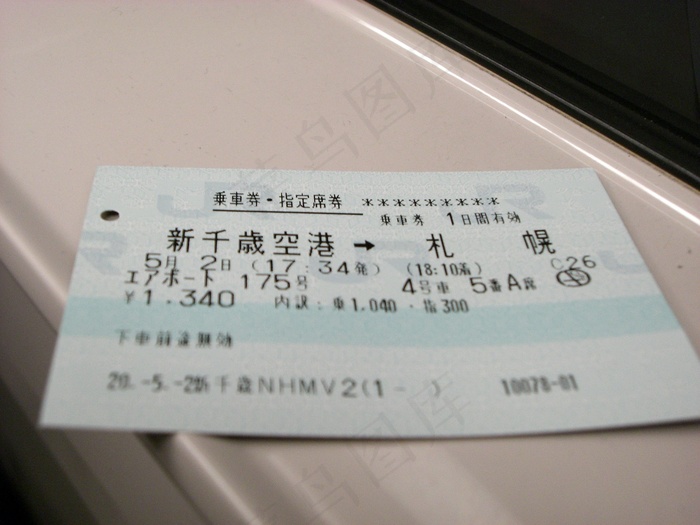 乗車券・指定席券 *********
乗車券 1日間有効
新千歳空港 → 札幌
5月 2日 (17:34発) (18:10着) C26
エアポート 175号 4号車 5番A席
¥1.340 内訳:乗1.040・指300
下車前途無効
20.-5.-2新千歳NHMV2(1- ) 10078-01